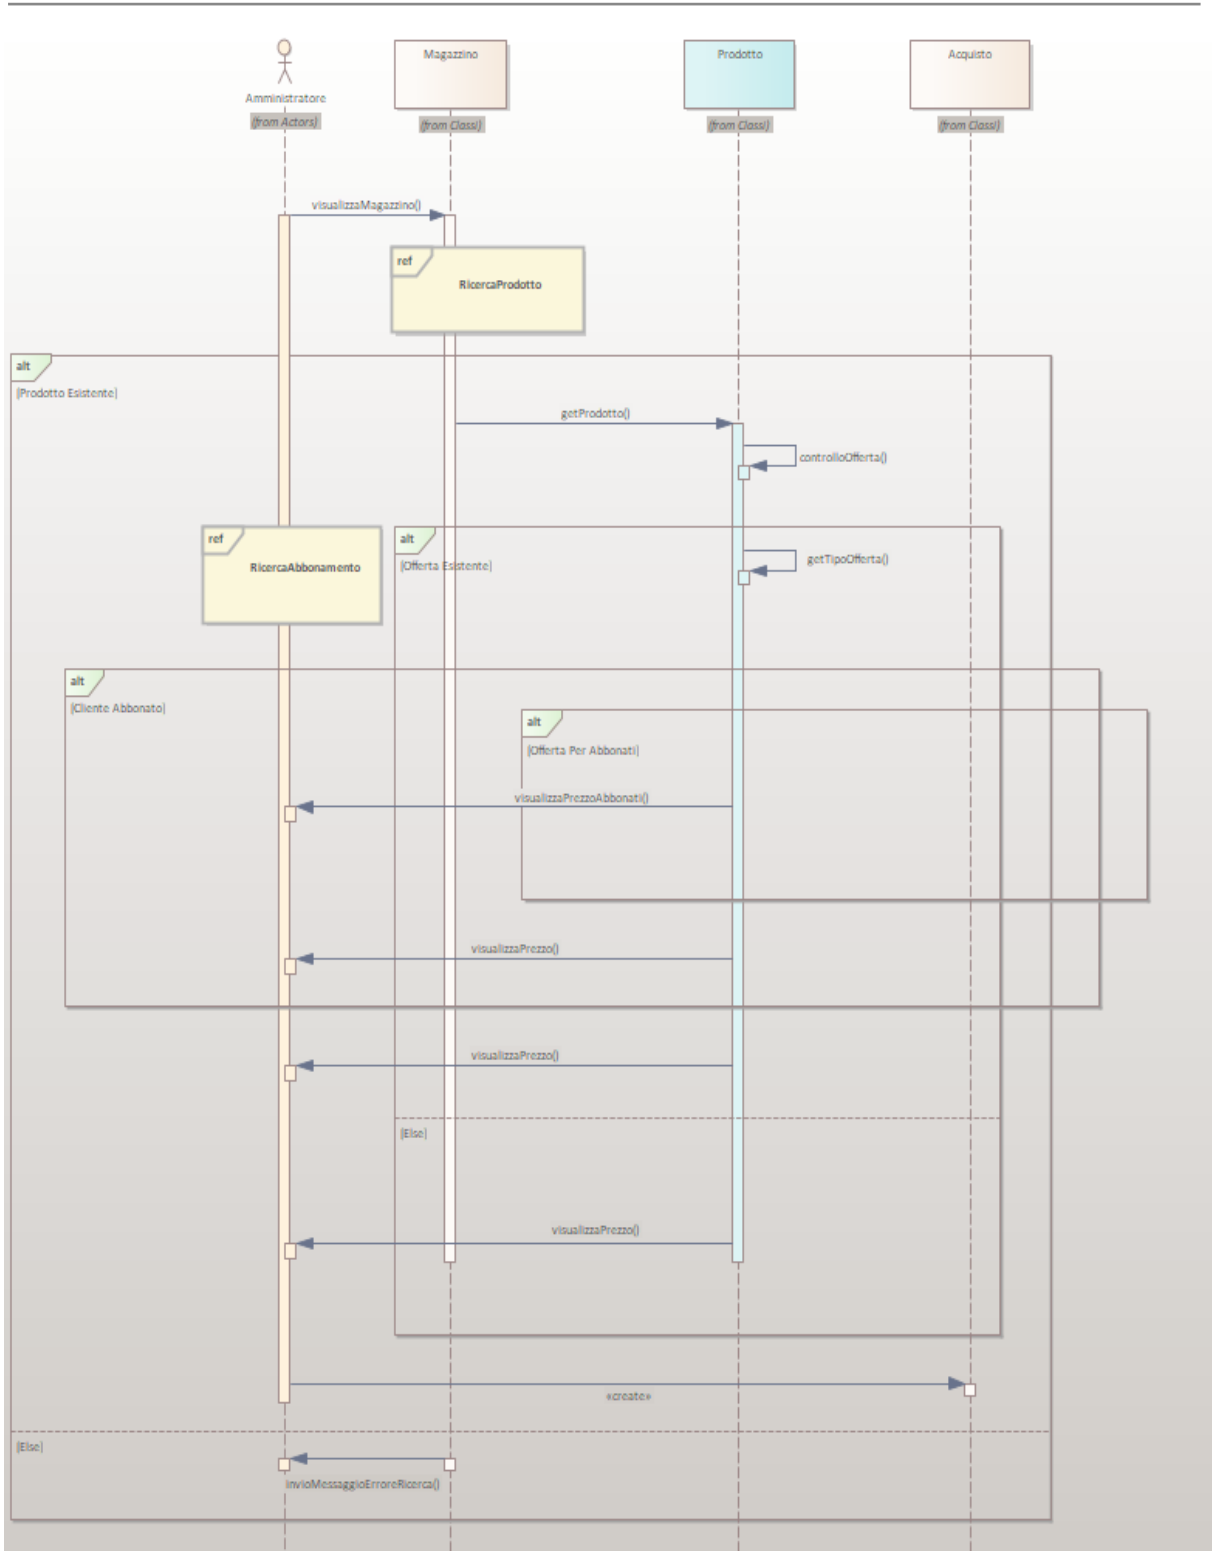 Magazzino
Prodotto
Acquisto
Amministratore
(from Actors)
(from Classi)
(from Classi)
(from Classi)
visualizzaMagazzino()
ref
RicercaProdotto
alt
[Prodotto Esistente]
getProdotto()
controlloOfferta()
ref
RicercaAbbonamento
alt
[Offerta Esistente]
getTipoOfferta()
alt
[Cliente Abbonato]
alt
[Offerta Per Abbonati]
visualizzaPrezzoAbbonati()
visualizzaPrezzo()
visualizzaPrezzo()
[Else]
visualizzaPrezzo()
«create»
[Else]
invioMessaggioErroreRicerca()